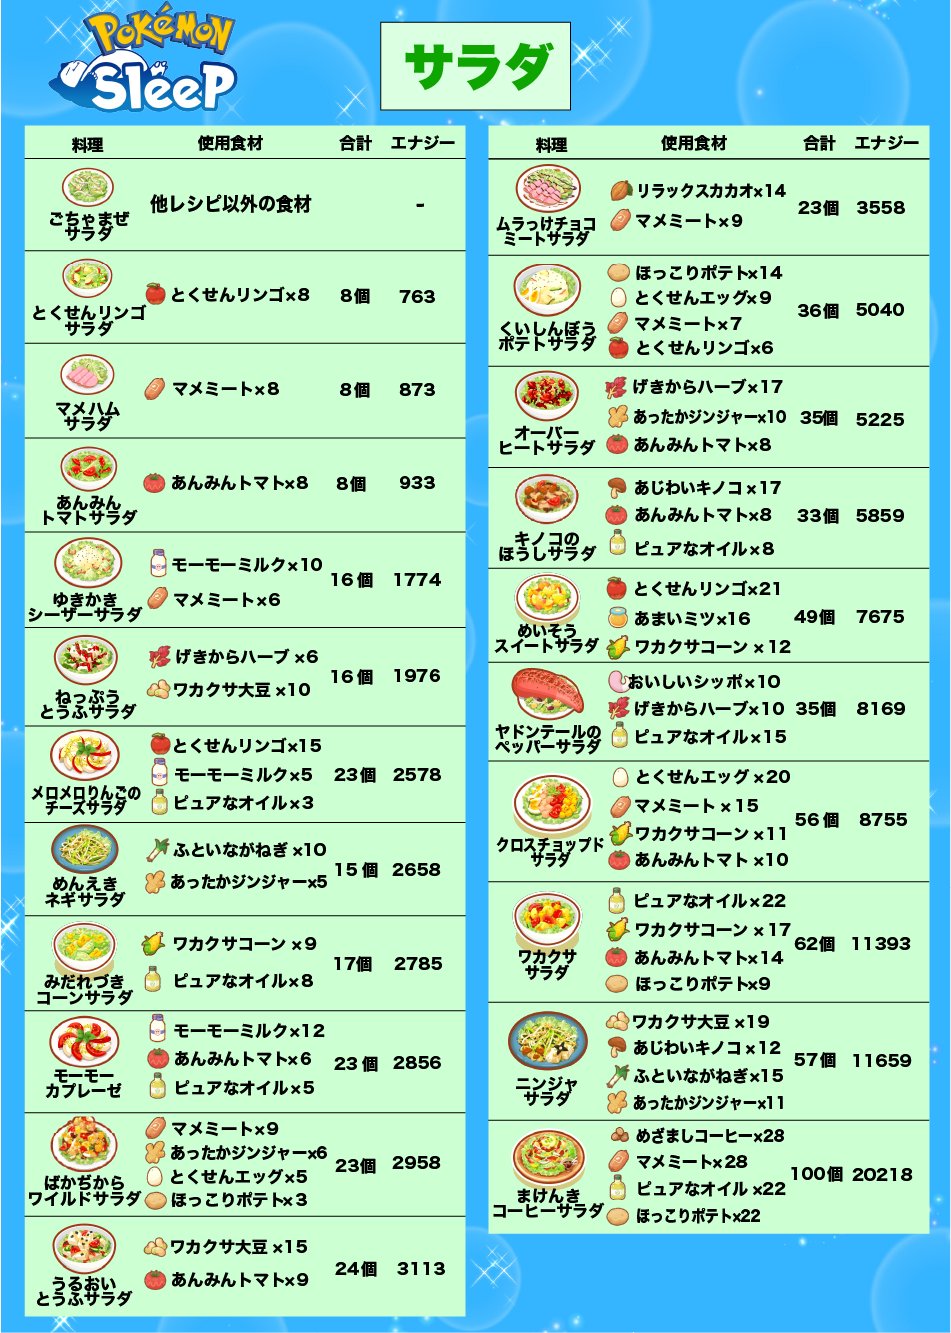 POKéMON
Sleep
サラダ
料理 使用食材 合計 エナジー
ごちゃまぜ
サラダ
他レシピ以外の食材 -
とくせんリンゴ
サラダ
とくせんリンゴ×8 8個 763
マメハム
サラダ
マメミート×8 8個 873
あんみん
トマトサラダ
あんみんトマト×8 8個 933
ゆきかき
シーザーサラダ
モーモーミルク×10
マメミート×6
16個 1774
ねっぷう
とうふサラダ
げきからハーブ ×6
ワカクサ大豆 ×10
16個 1976
メロメロりんごの
チーズサラダ
とくせんリンゴ×15
モーモーミルク×5
ピュアなオイル×3
23個 2578
めんえき
ネギサラダ
ふといながねぎ ×10
あったかジンジャー×5
15個 2658
みだれづき
コーンサラダ
ワカクサコーン ×9
ピュアなオイル×8
17個 2785
モーモー
カプレーゼ
モーモーミルク×12
あんみんトマト×6
ピュアなオイル×5
23個 2856
ばかぢから
ワイルドサラダ
マメミート×9
あったかジンジャー×6
とくせんエッグ×5
ほっこりポテト×3
23個 2958
うるおい
とうふサラダ
ワカクサ大豆 ×15
あんみんトマト×9
24個 3113
料理 使用食材 合計 エナジー
ムラっけチョコ
ミートサラダ
リラックスカカオ×14
マメミート×9
23個 3558
くいしんぼう
ポテトサラダ
ほっこりポテト×14
とくせんエッグ×9
マメミート×7
とくせんリンゴ×6
36個 5040
オーバー
ヒートサラダ
げきからハーブ×17
あったかジンジャー×10
あんみんトマト×8
35個 5225
キノコの
ほうしサラダ
あじわいキノコ×17
あんみんトマト×8
ピュアなオイル×8
33個 5859
めいそう
スイートサラダ
とくせんリンゴ×21
あまいミツ×16
ワカクサコーン ×12
49個 7675
ヤドンテールの
ペッパーサラダ
おいしいシッポ×10
げきからハーブ×10
ピュアなオイル×15
35個 8169
クロスチョップド
サラダ
とくせんエッグ ×20
マメミート ×15
ワカクサコーン ×11
あんみんトマト ×10
56個 8755
ワカクサ
サラダ
ピュアなオイル×22
ワカクサコーン ×17
あんみんトマト×14
ほっこりポテト×9
62個 11393
ニンジャ
サラダ
ワカクサ大豆 ×19
あじわいキノコ×12
ふといながねぎ×15
あったかジンジャー×11
57個 11659
まけんき
コーヒーサラダ
めざましコーヒー×28
マメミート×28
ピュアなオイル ×22
ほっこりポテト×22
100個 20218